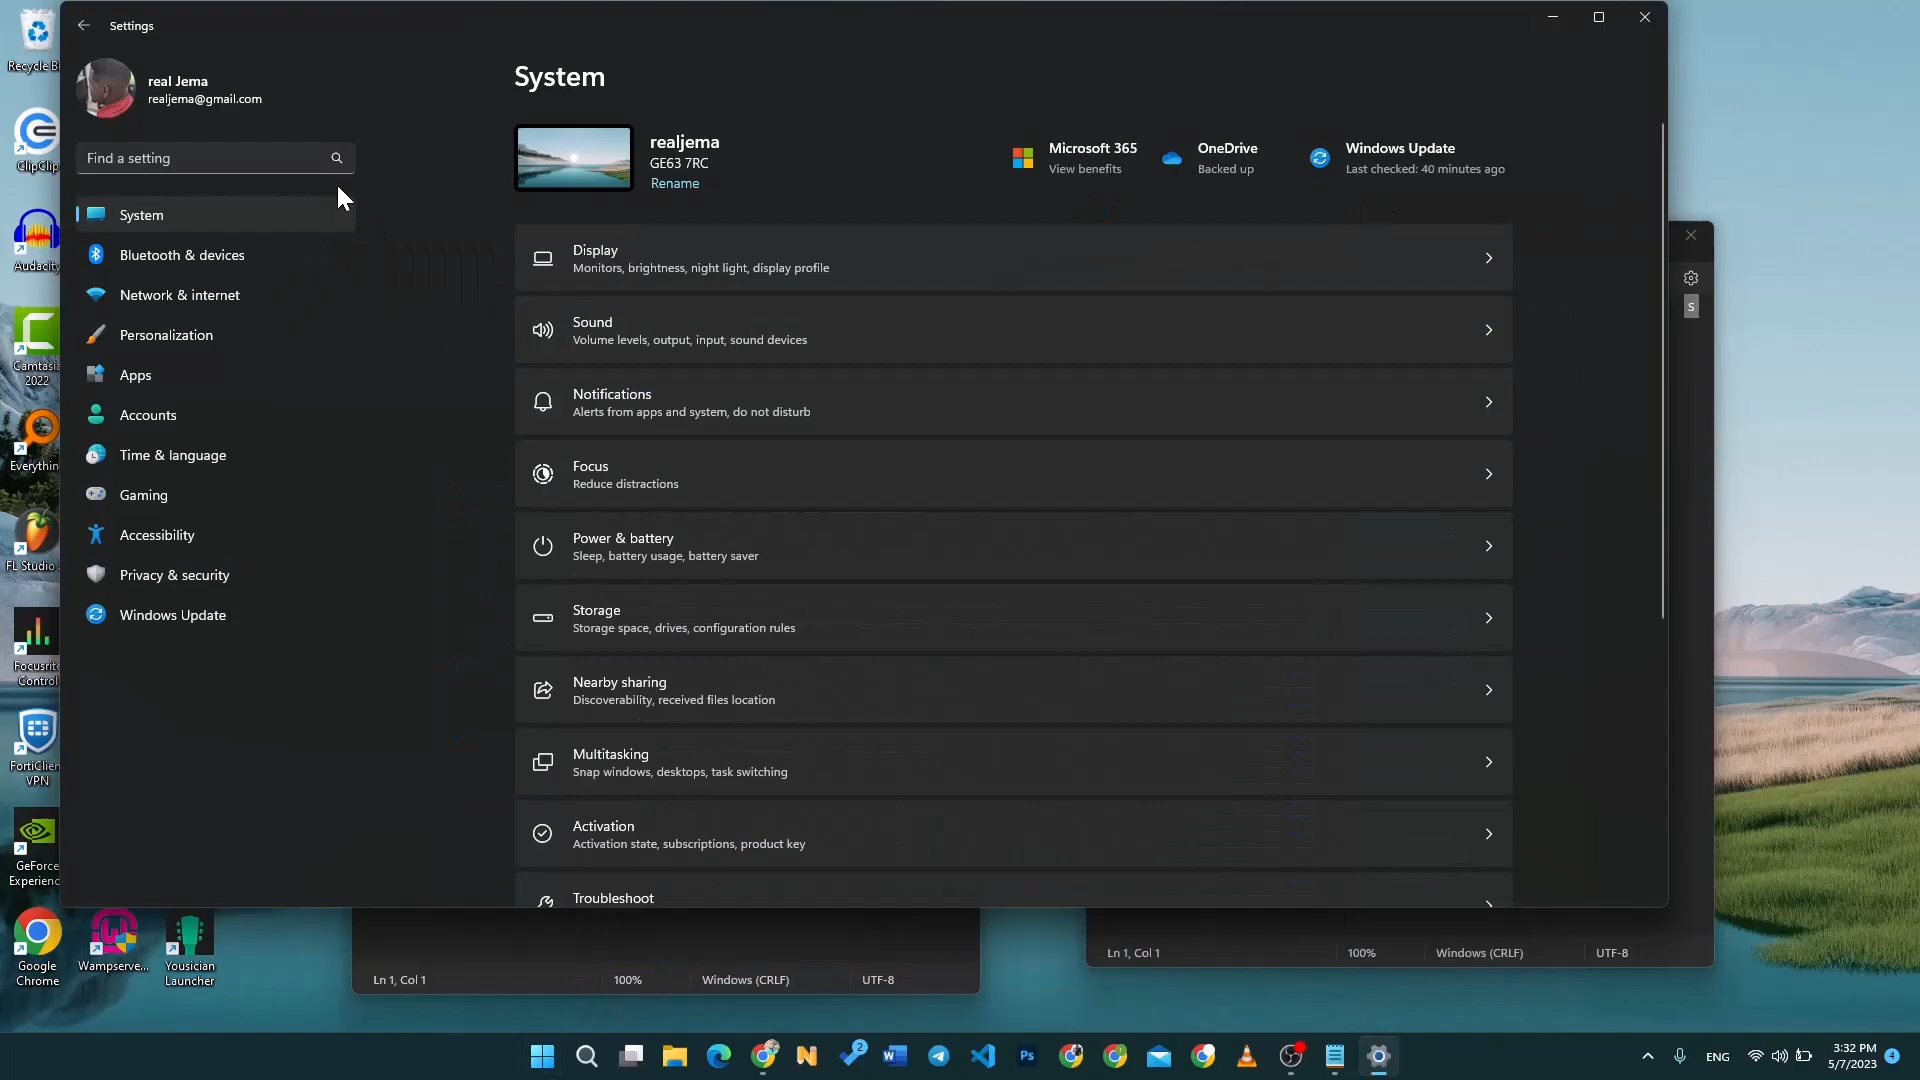 Settings
real Jema
realjema@gmail.com
Find a setting
System
Bluetooth & devices
Network & internet
Personalization
Apps
Accounts
Time & language
Gaming
Accessibility
Privacy & security
Windows Update
System
realjema
GE63 7RC
Rename
Microsoft 365
View benefits
OneDrive
Backed up
Windows Update
Last checked: 40 minutes ago
Display
Monitors, brightness, night light, display profile
Sound
Volume levels, output, input, sound devices
Notifications
Alerts from apps and system, do not disturb
Focus
Reduce distractions
Power & battery
Sleep, battery usage, battery saver
Storage
Storage space, drives, configuration rules
Nearby sharing
Discoverability, received files location
Multitasking
Snap windows, desktops, task switching
Activation
Activation state, subscriptions, product key
Troubleshoot
Recycle B
ClipClip
Audacity
Camtasia
2022
Everythin
FL Studio
Focusrite
Control
FortiClien
VPN
GeForce
Experienc
Google
Chrome
Wampserve...
Yousician
Launcher
S
Ln 1, Col 1
100%
Windows (CRLF)
UTF-8
Ln 1, Col 1
100%
Windows (CRLF)
UTF-8
2
Ps
ENG
3:32 PM
5/7/2023
4